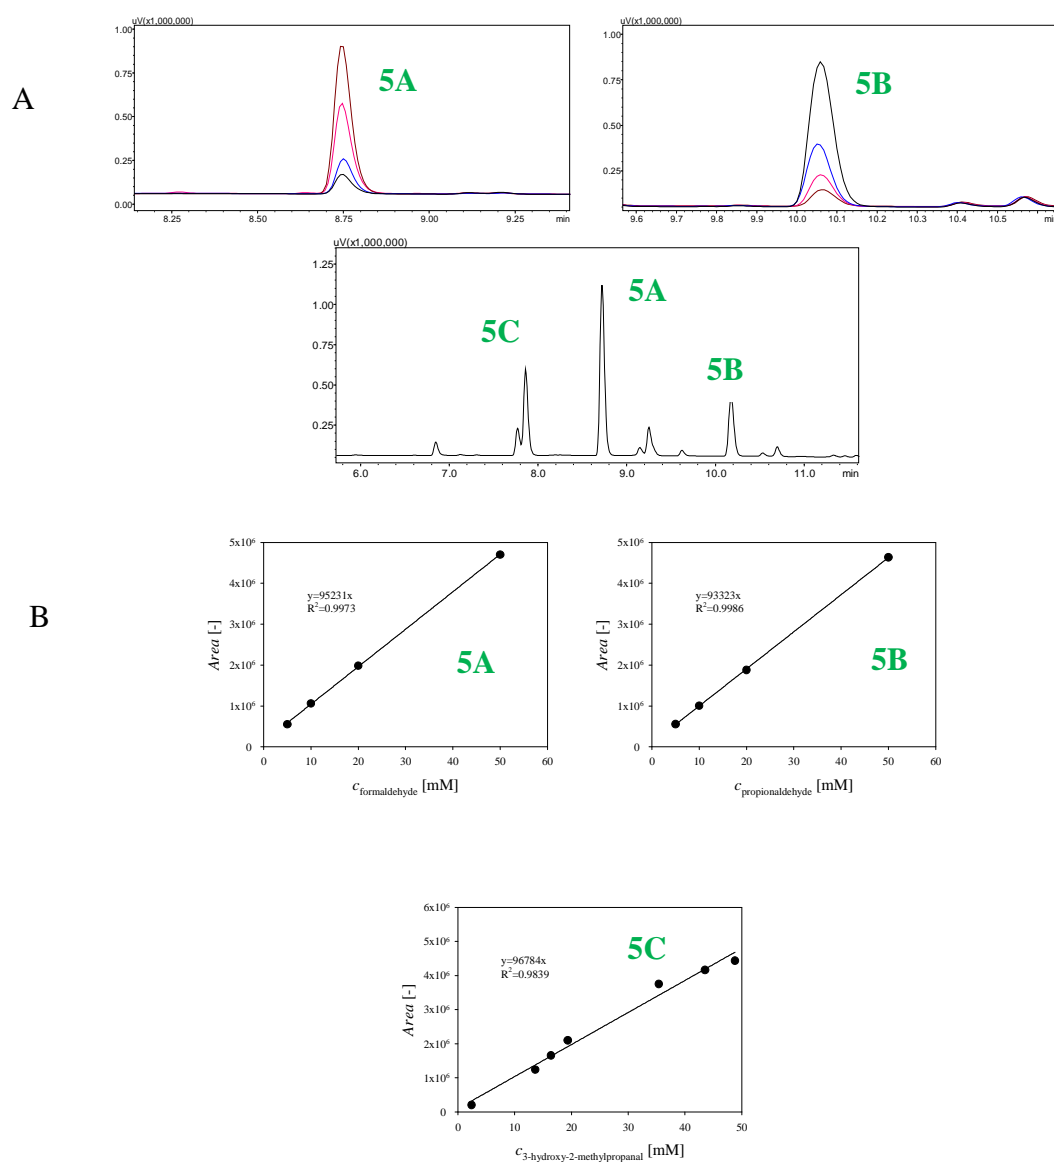 A
uV(x1,000,000)
1.00
0.75
0.50
0.25
0.00
5A
8.25 8.50 8.75 9.00 9.25 min
uV(x1,000,000)
1.00
0.75
0.50
0.25
5B
9.6 9.7 9.8 9.9 10.0 10.1 10.2 10.3 10.4 10.5
uV(x1,000,000)
1.25
1.00
0.75
0.50
0.25
5C
5A
5B
6.0 7.0 8.0 9.0 10.0 11.0 min
B
Area [-]
5x10⁶
4x10⁶
3x10⁶
2x10⁶
1x10⁶
0
y=95231x
R²=0.9973
5A
0 10 20 30 40 50 60
c formaldehyde [mM]
Area [-]
5x10⁶
4x10⁶
3x10⁶
2x10⁶
1x10⁶
0
y=93323x
R²=0.9986
5B
0 10 20 30 40 50 60
c propionaldehyde [mM]
Area [-]
6x10⁶
5x10⁶
4x10⁶
3x10⁶
2x10⁶
1x10⁶
0
y=96784x
R²=0.9839
5C
0 10 20 30 40 50
c 3-hydroxy-2-methylpropanal [mM]